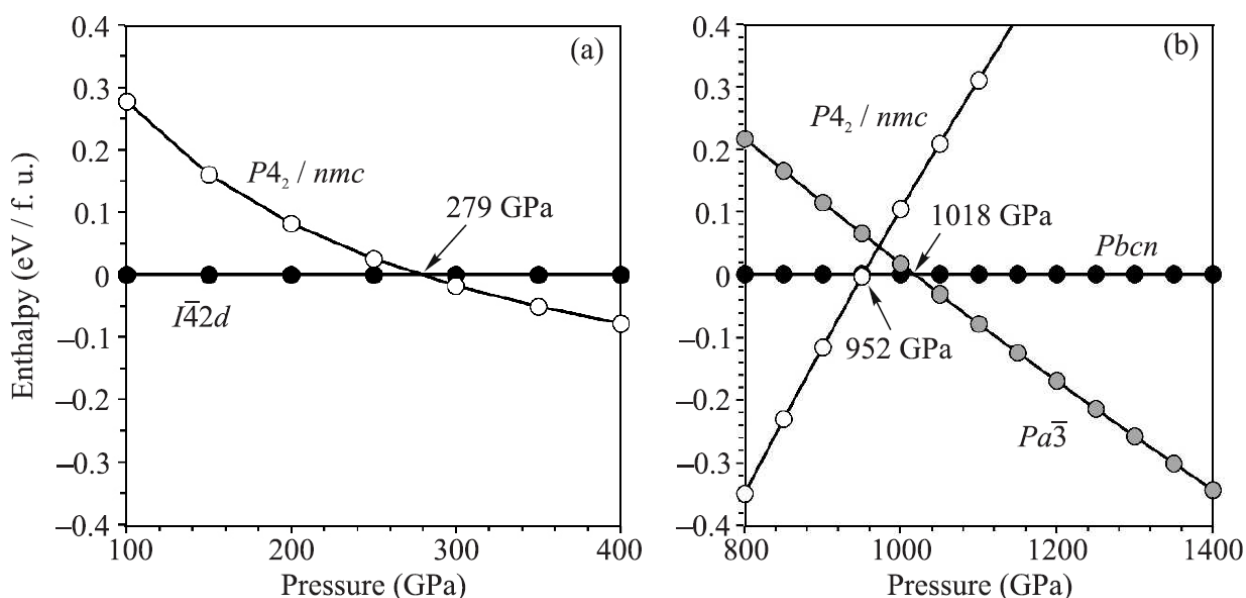 0.4
0.3
0.2
0.1
0
–0.1
–0.2
–0.3
–0.4
Enthalpy (eV / f. u.)
(a)
P4₂ / nmc
279 GPa
I4̅2d
100
200
300
400
Pressure (GPa)
0.4
0.3
0.2
0.1
0
–0.1
–0.2
–0.3
–0.4
(b)
P4₂ / nmc
1018 GPa
Pbcn
952 GPa
Pa3̅
800
1000
1200
1400
Pressure (GPa)